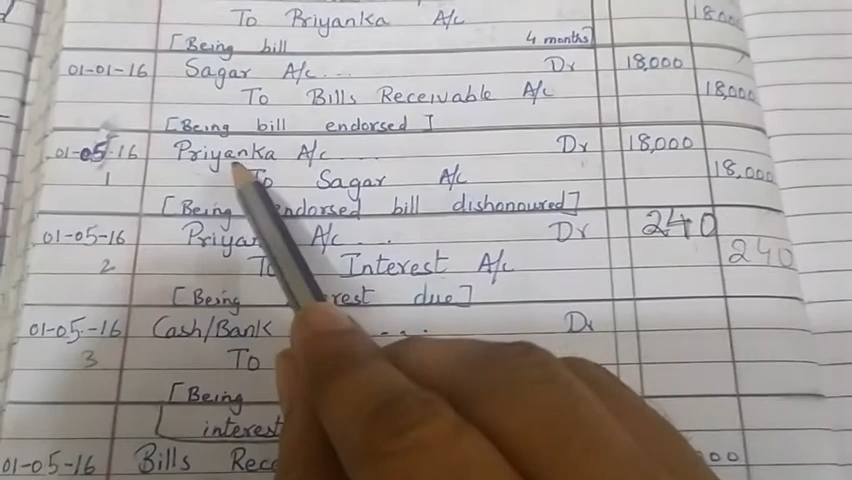 To Priyanka A/c 18000
[Being bill 4 months]
01-01-16 Sagar A/c... Dr 18,000
To Bills Receivable A/c 18,000
[Being bill endorsed]
01-05-16 Priyanka A/c.... Dr 18,000
1 To Sagar A/c 18,000
[Being endorsed bill dishonoured]
01-05-16 A/c... Dr 240
2 Interest A/c 240
[Being due]
01-05-16 Cash/Bank .... Dr
3 To
[Being
interest
01-05-16 Bills